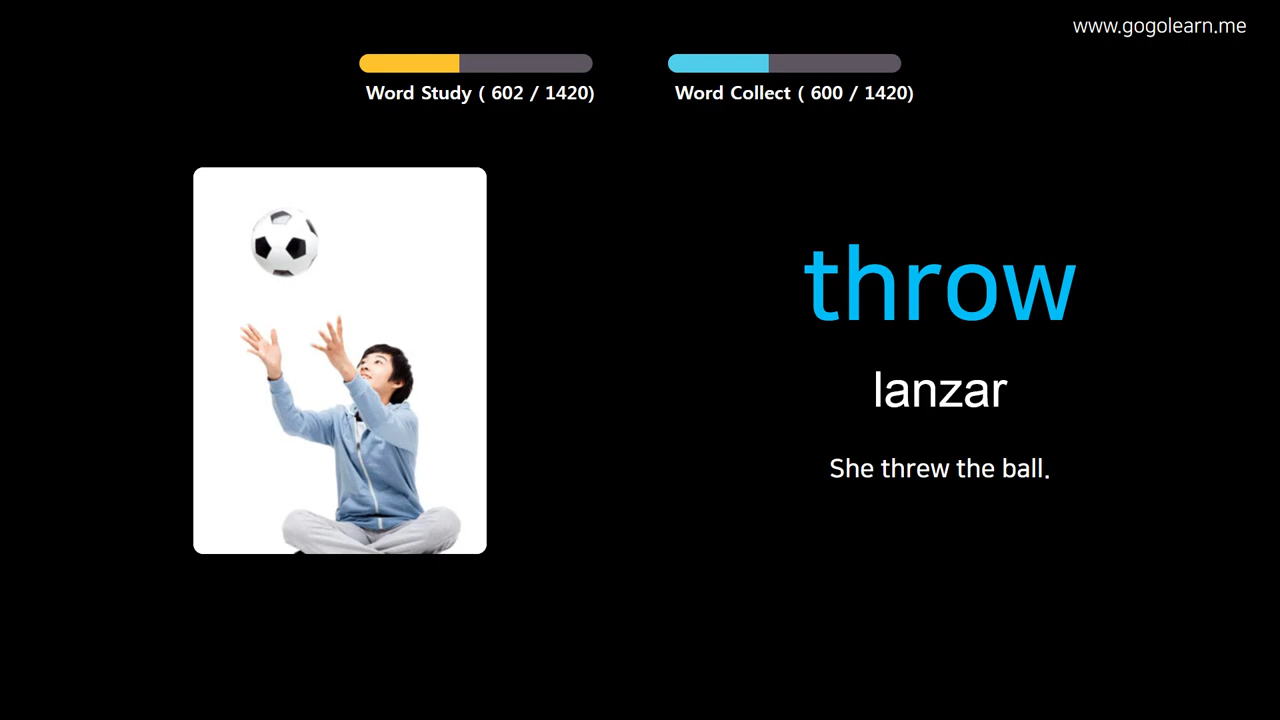 www.gogolearn.me
Word Study ( 602 / 1420)
Word Collect ( 600 / 1420)
throw
lanzar
She threw the ball.